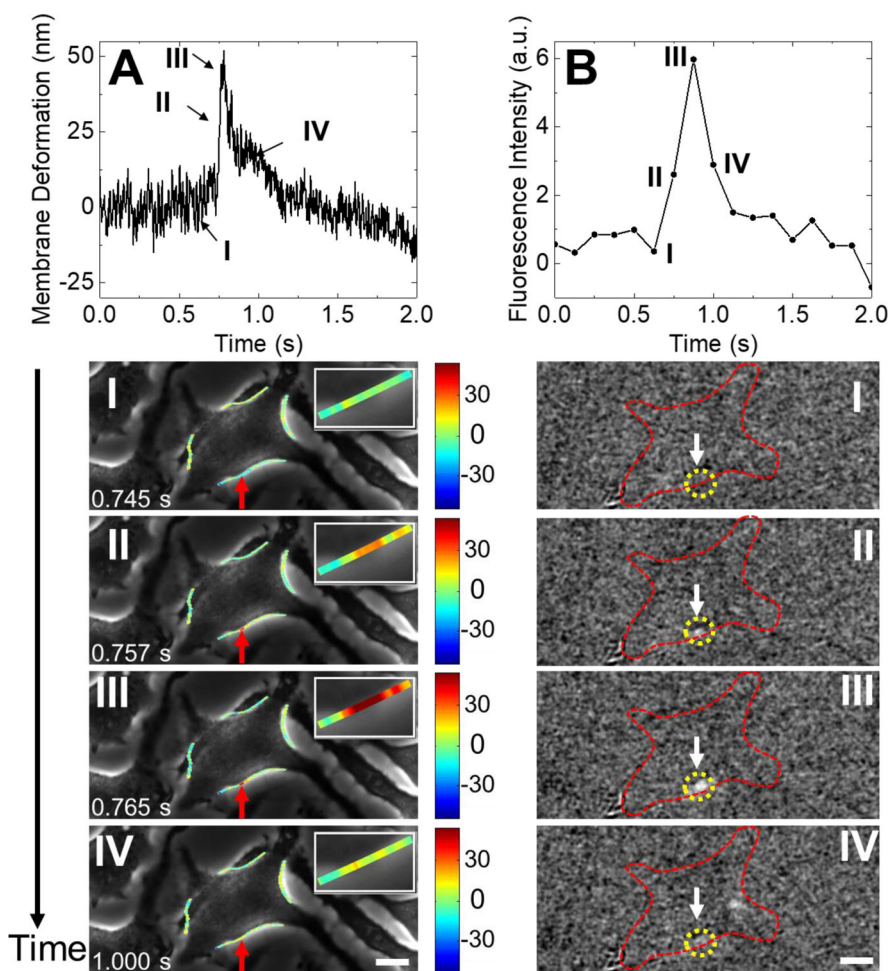 A
Membrane Deformation (nm)
50
25
0
-25
III
II
IV
I
0.0 0.5 1.0 1.5 2.0
Time (s)
B
Fluorescence Intensity (a.u.)
6
4
2
0
III
II
IV
I
0.0 0.5 1.0 1.5 2.0
Time (s)
I
0.745 s
30
0
-30
I
II
0.757 s
30
0
-30
II
III
0.765 s
30
0
-30
III
IV
1.000 s
30
0
-30
IV
Time